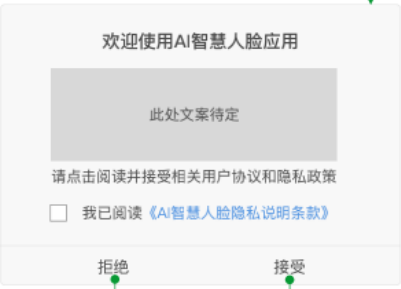 欢迎使用AI智慧人脸应用
此处文案待定
请点击阅读并接受相关用户协议和隐私政策
我已阅读《AI智慧人脸隐私说明条款》
拒绝 接受